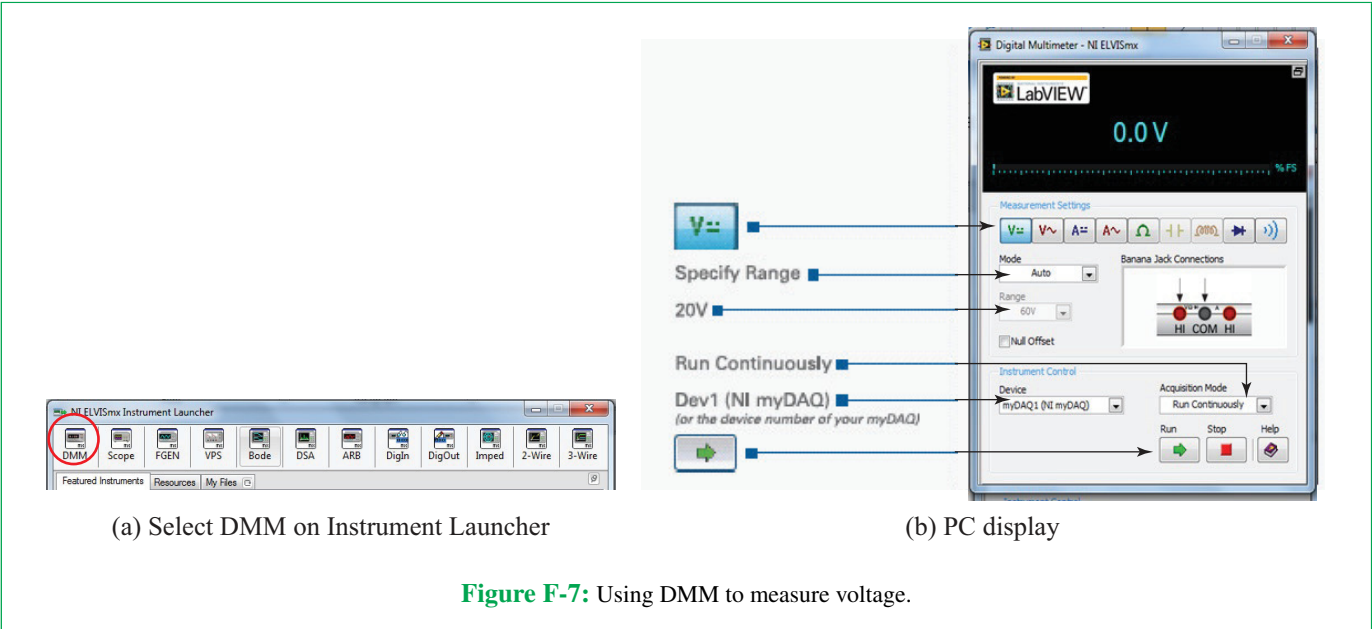 NI ELVISmx Instrument Launcher
DMM Scope FGEN VPS Bode DSA ARB DigIn DigOut Imped 2-Wire 3-Wire
Featured Instruments Resources My Files
(a) Select DMM on Instrument Launcher
V
Specify Range
20V
Run Continuously
Dev1 (NI myDAQ)
(or the device number of your myDAQ)
Digital Multimeter - NI ELVISmx
LabVIEW
0.0 V
% FS
Measurement Settings
V V A A Ω
Mode
Auto
Banana Jack Connections
Range
60V
HI COM HI
Null Offset
Instrument Control
Device
Acquisition Mode
myDAQ1 (NI myDAQ)
Run Continuously
Run Stop Help
(b) PC display
Figure F-7: Using DMM to measure voltage.